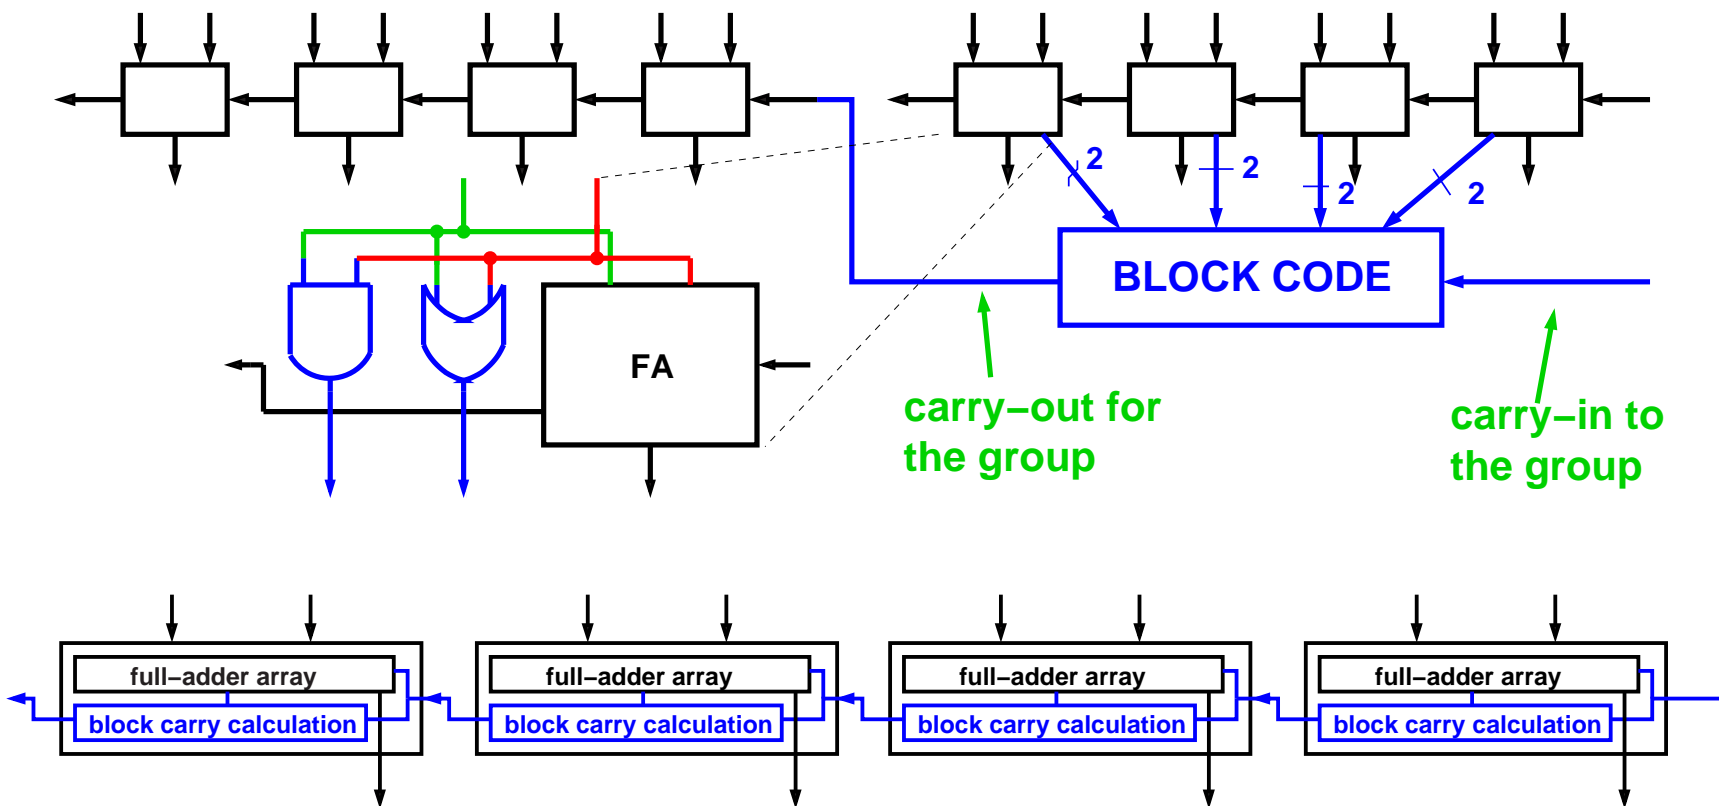 2
2
2
2
BLOCK CODE
FA
carry–out for
the group
carry–in to
the group
full–adder array
block carry calculation
full–adder array
block carry calculation
full–adder array
block carry calculation
full–adder array
block carry calculation